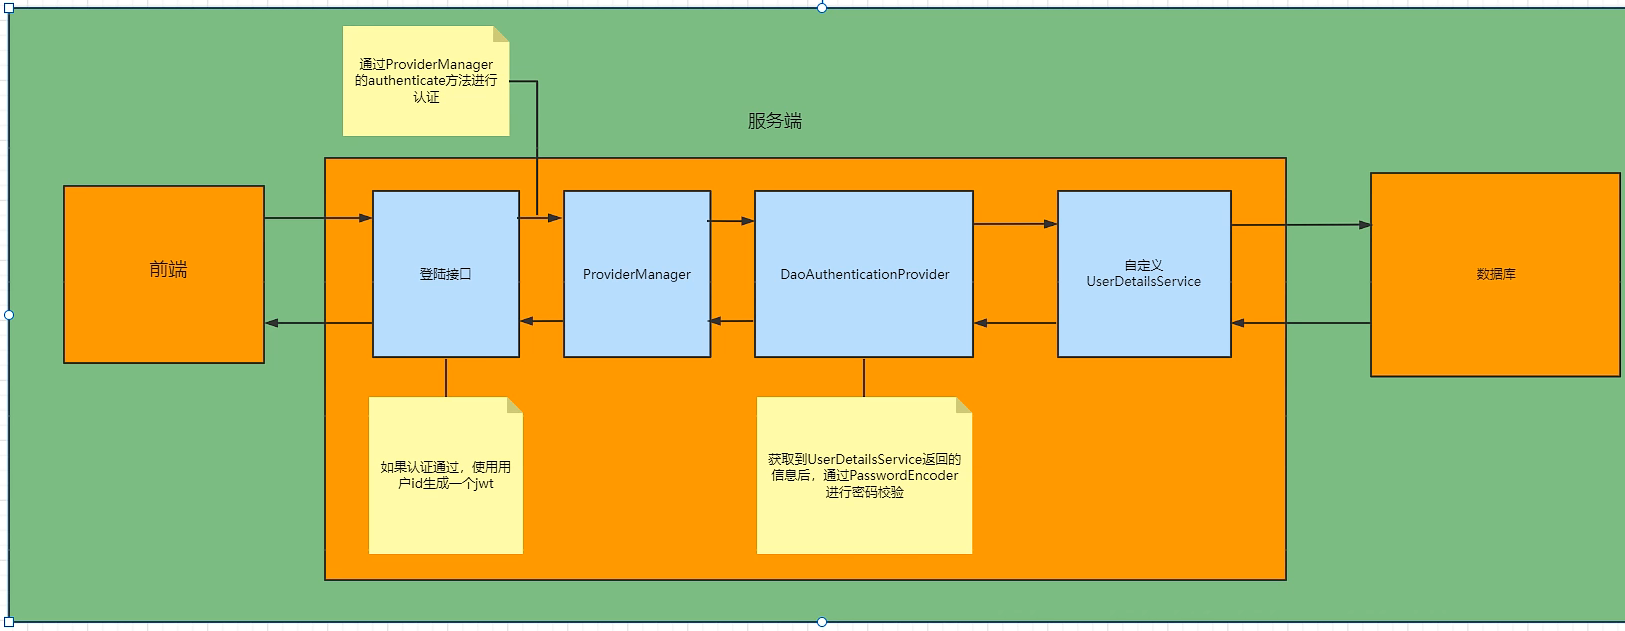 通过ProviderManager
的authenticate方法进行
认证
服务端
前端
登陆接口
ProviderManager
DaoAuthenticationProvider
自定义
UserDetailsService
数据库
如果认证通过，使用用
户id生成一个jwt
获取到UserDetailsService返回的
信息后，通过PasswordEncoder
进行密码校验